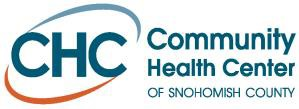 CHC
Community
Health Center
OF SNOHOMISH COUNTY